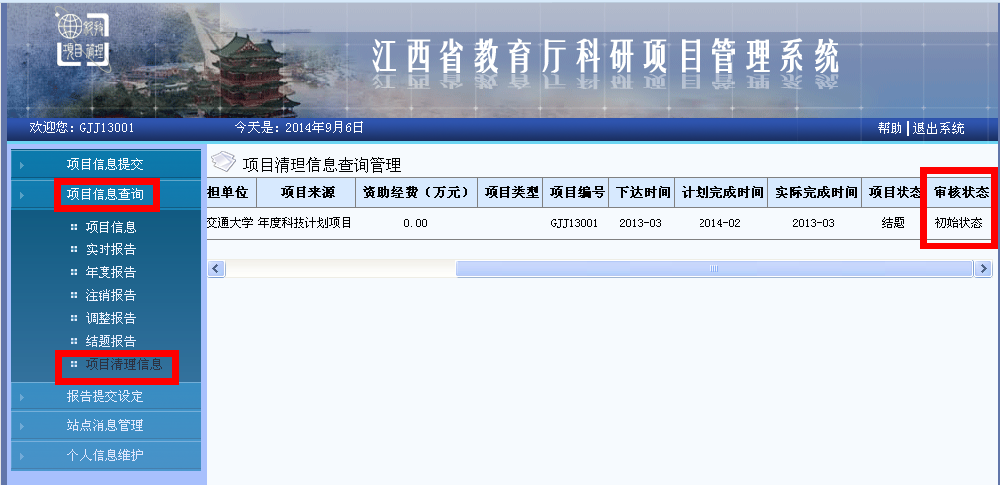 科技
项目清理
江西省教育厅科研项目管理系统
欢迎您：GJJ13001 今天是：2014年9月6日 帮助 | 退出系统
项目信息提交
项目信息查询
项目信息
实时报告
年度报告
注销报告
调整报告
结题报告
项目清理信息
报告提交设定
站点消息管理
个人信息维护
项目清理信息查询管理
担单位 项目来源 资助经费（万元） 项目类型 项目编号 下达时间 计划完成时间 实际完成时间 项目状态 审核状态
交通大学 年度科技计划项目 0.00 GJJ13001 2013-03 2014-02 2013-03 结题 初始状态